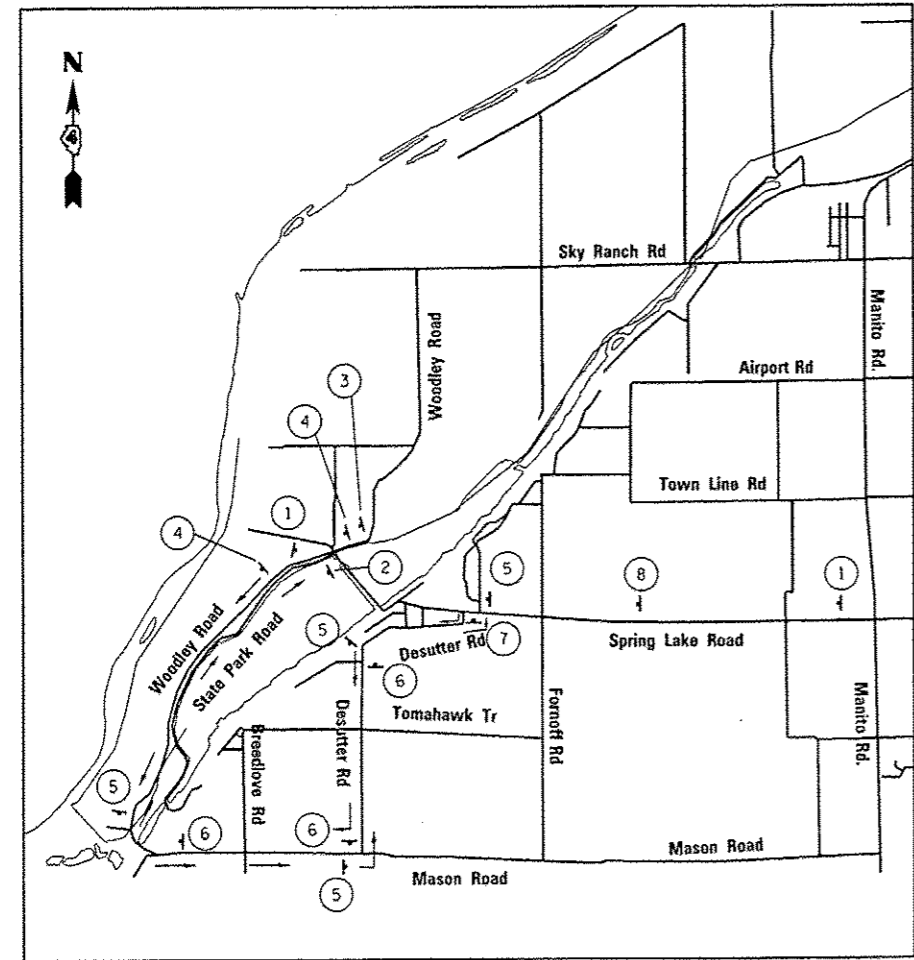 N
4
Sky Ranch Rd
Woodley Road
Manito Rd.
Airport Rd
3
4
Town Line Rd
1
4
2
5
8
1
5
7
Spring Lake Road
Desutter Rd
6
Woodley Road
State Park Road
Tomahawk Tr
Desutter Rd
Fornoff Rd
Manito Rd.
Breedlove Rd
5
6
6
Mason Road
Mason Road
5